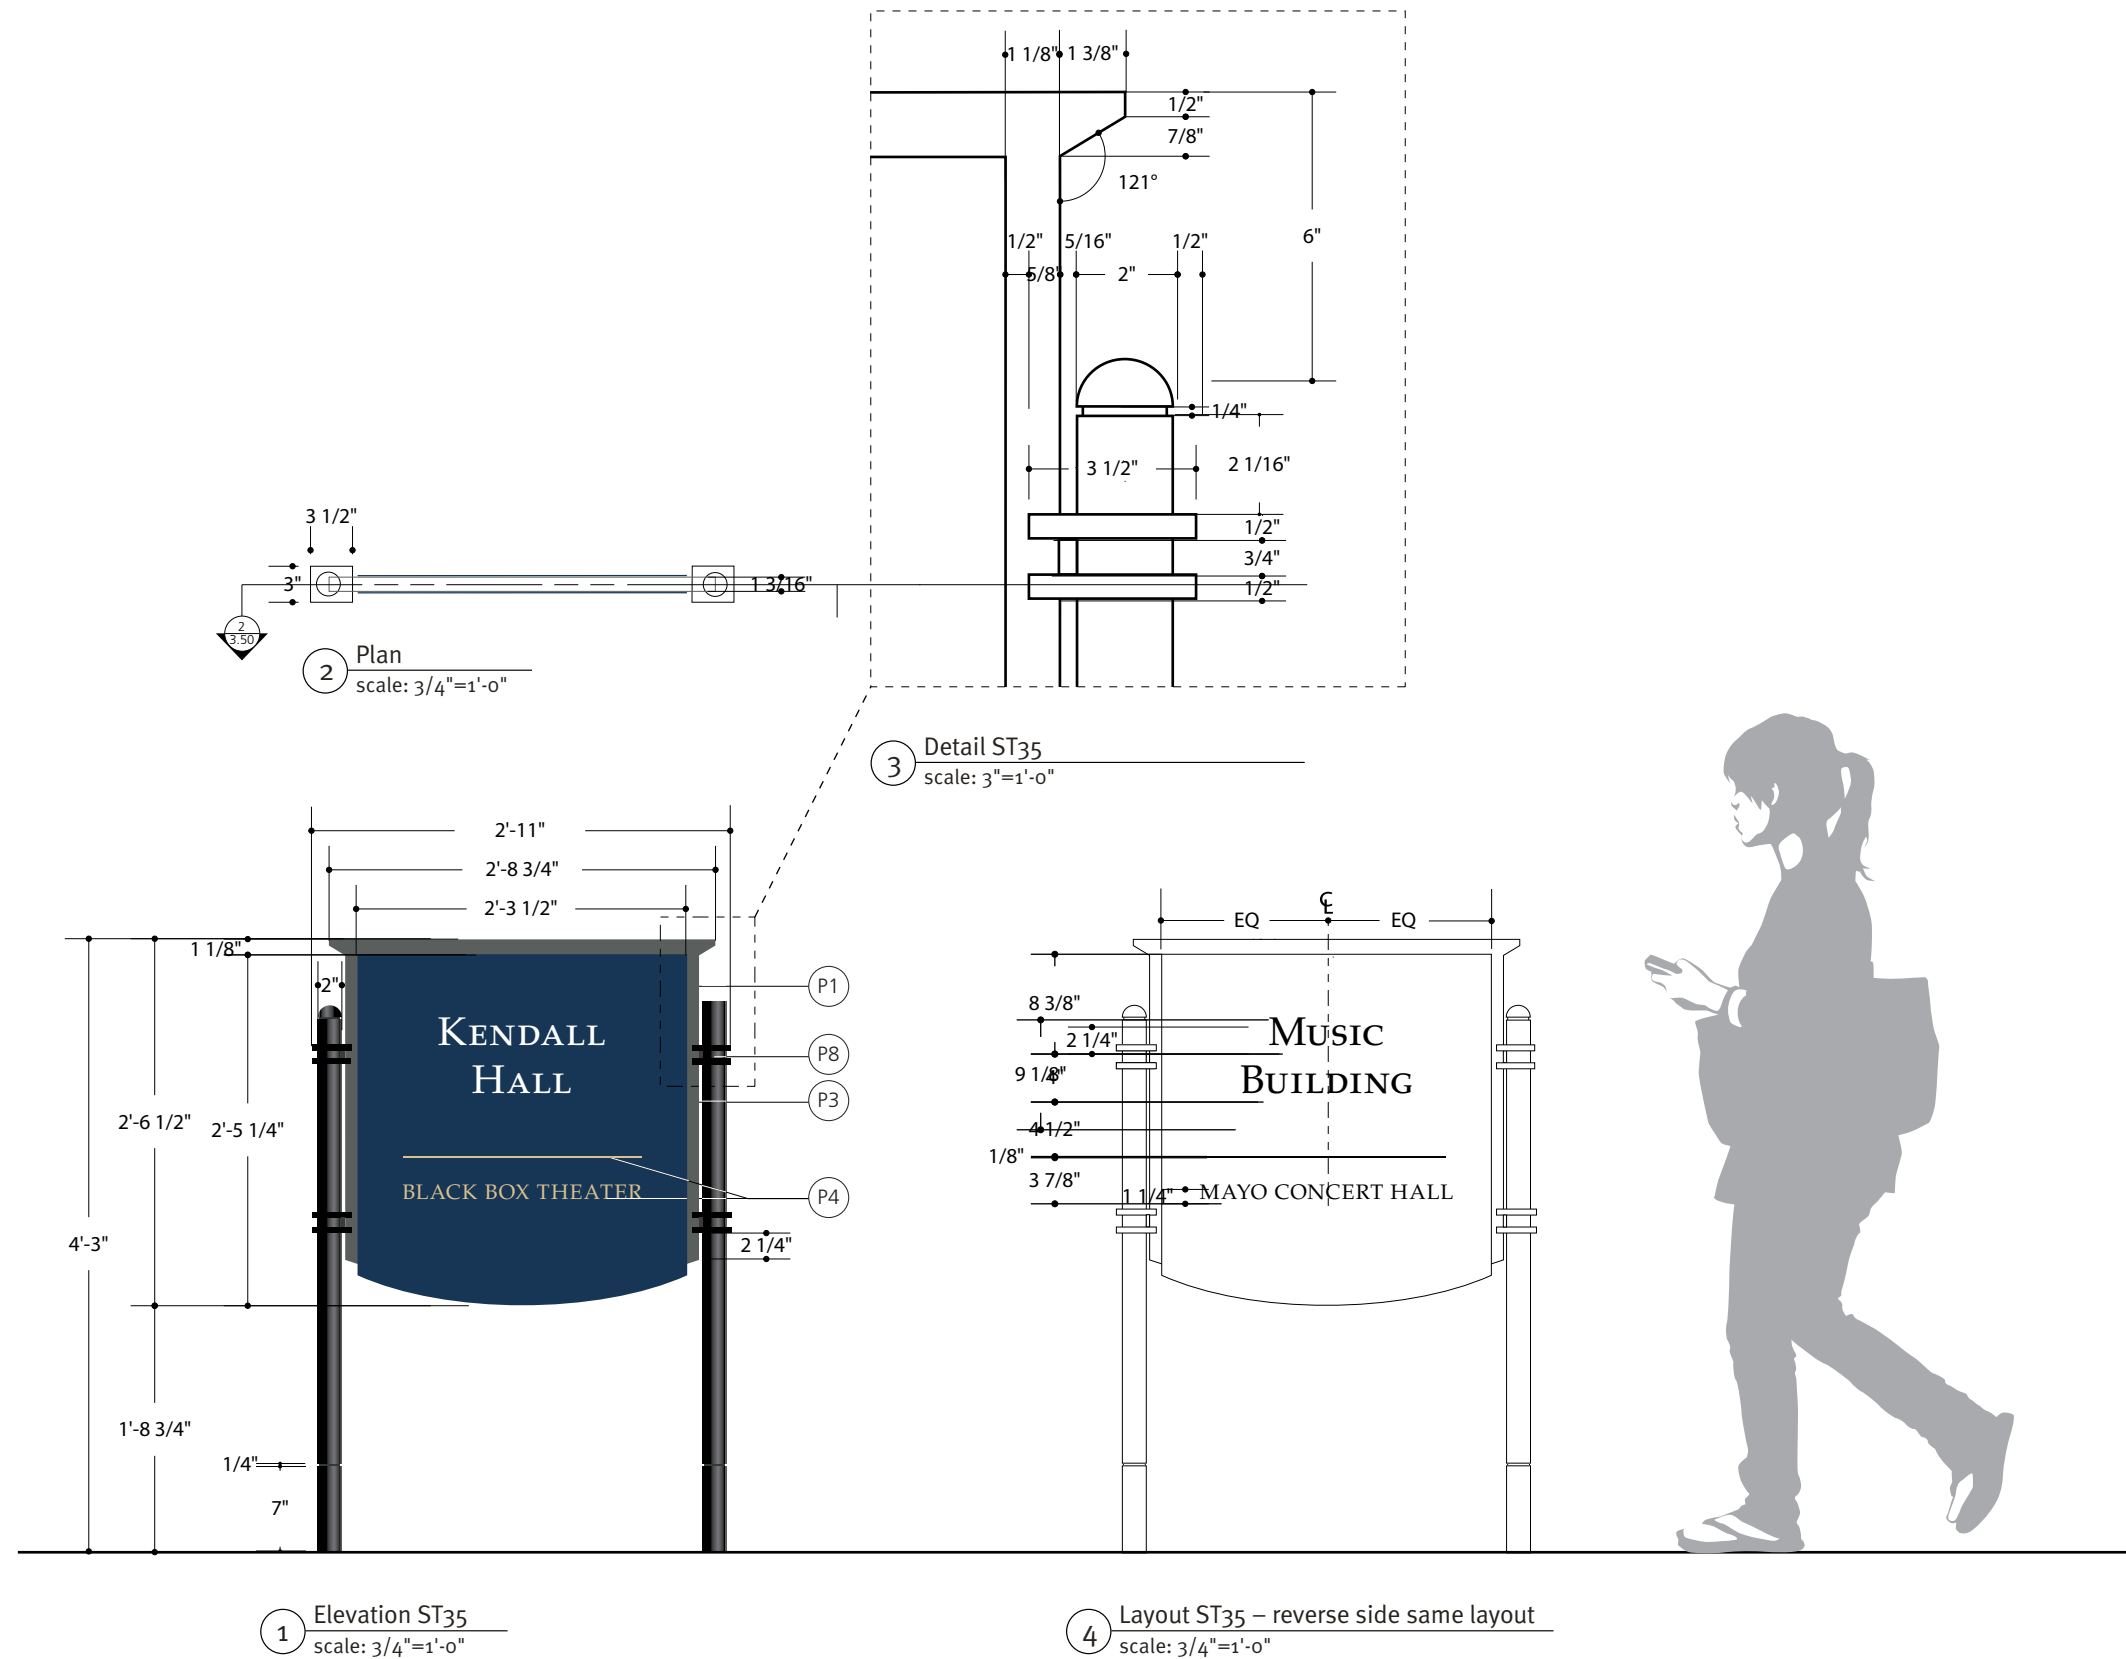 1 1/8" 1 3/8"
1/2"
7/8"
121°
6"
1/2" 5/16" 1/2"
5/8" 2"
1/4"
3 1/2" 2 1/16"
1/2"
3/4"
1/2"
3 1/2"
3" 1 3/16"
2
3.50
2 Plan
scale: 3/4"=1'-0"
3 Detail ST35
scale: 3"=1'-0"
2'-11"
2'-8 3/4"
2'-3 1/2"
1 1/8"
2"
2'-6 1/2" 2'-5 1/4"
4'-3"
1'-8 3/4"
1/4"
7"
KENDALL
HALL
BLACK BOX THEATER
P1
P8
P3
P4
2 1/4"
1 Elevation ST35
scale: 3/4"=1'-0"
℄
EQ EQ
8 3/8"
2 1/4"
9 1/8" 4"
4 1/2"
1/8"
3 7/8"
1 1/4"
MUSIC
BUILDING
MAYO CONCERT HALL
4 Layout ST35 – reverse side same layout
scale: 3/4"=1'-0"